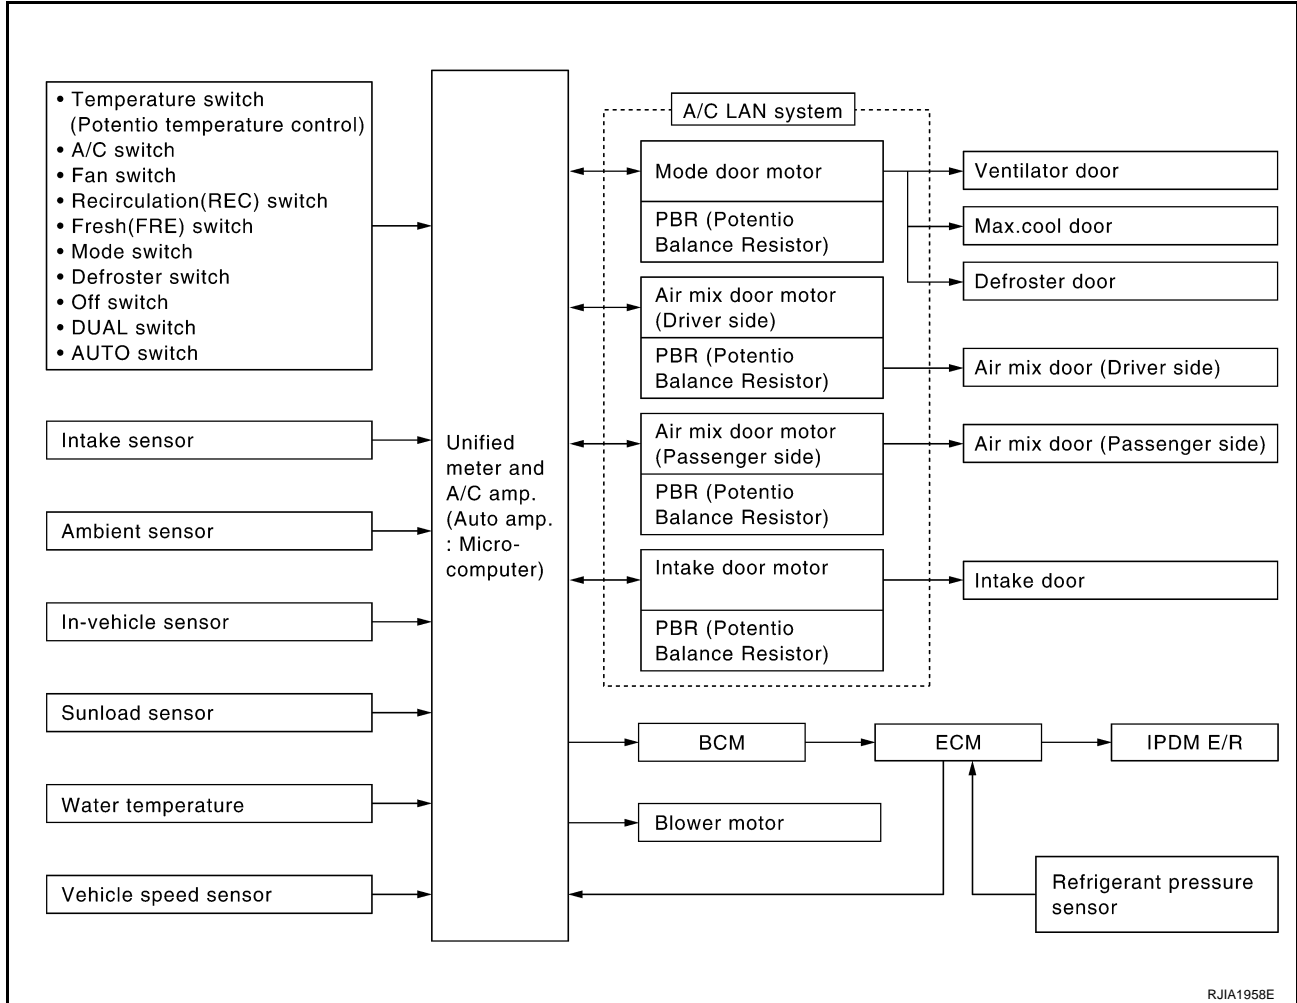 • Temperature switch
(Potentio temperature control)
• A/C switch
• Fan switch
• Recirculation(REC) switch
• Fresh(FRE) switch
• Mode switch
• Defroster switch
• Off switch
• DUAL switch
• AUTO switch
Intake sensor
Ambient sensor
In-vehicle sensor
Sunload sensor
Water temperature
Vehicle speed sensor
Unified
meter and
A/C amp.
(Auto amp.
: Micro-
computer)
A/C LAN system
Mode door motor
PBR (Potentio
Balance Resistor)
Air mix door motor
(Driver side)
PBR (Potentio
Balance Resistor)
Air mix door motor
(Passenger side)
PBR (Potentio
Balance Resistor)
Intake door motor
PBR (Potentio
Balance Resistor)
Ventilator door
Max.cool door
Defroster door
Air mix door (Driver side)
Air mix door (Passenger side)
Intake door
BCM
ECM
IPDM E/R
Blower motor
Refrigerant pressure
sensor
RJIA1958E